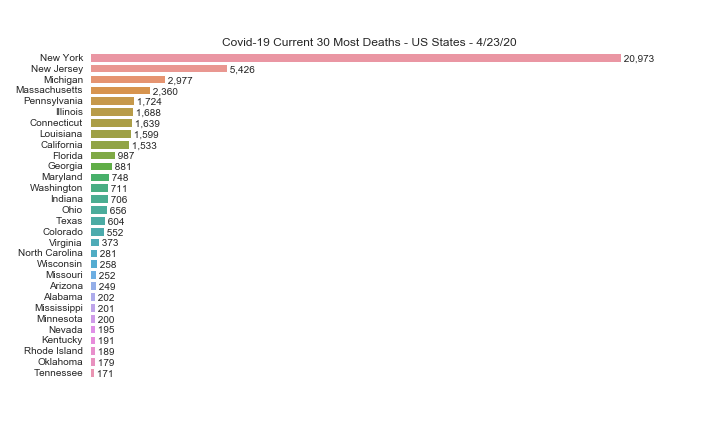 Covid-19 Current 30 Most Deaths - US States - 4/23/20
New York 20,973
New Jersey 5,426
Michigan 2,977
Massachusetts 2,360
Pennsylvania 1,724
Illinois 1,688
Connecticut 1,639
Louisiana 1,599
California 1,533
Florida 987
Georgia 881
Maryland 748
Washington 711
Indiana 706
Ohio 656
Texas 604
Colorado 552
Virginia 373
North Carolina 281
Wisconsin 258
Missouri 252
Arizona 249
Alabama 202
Mississippi 201
Minnesota 200
Nevada 195
Kentucky 191
Rhode Island 189
Oklahoma 179
Tennessee 171